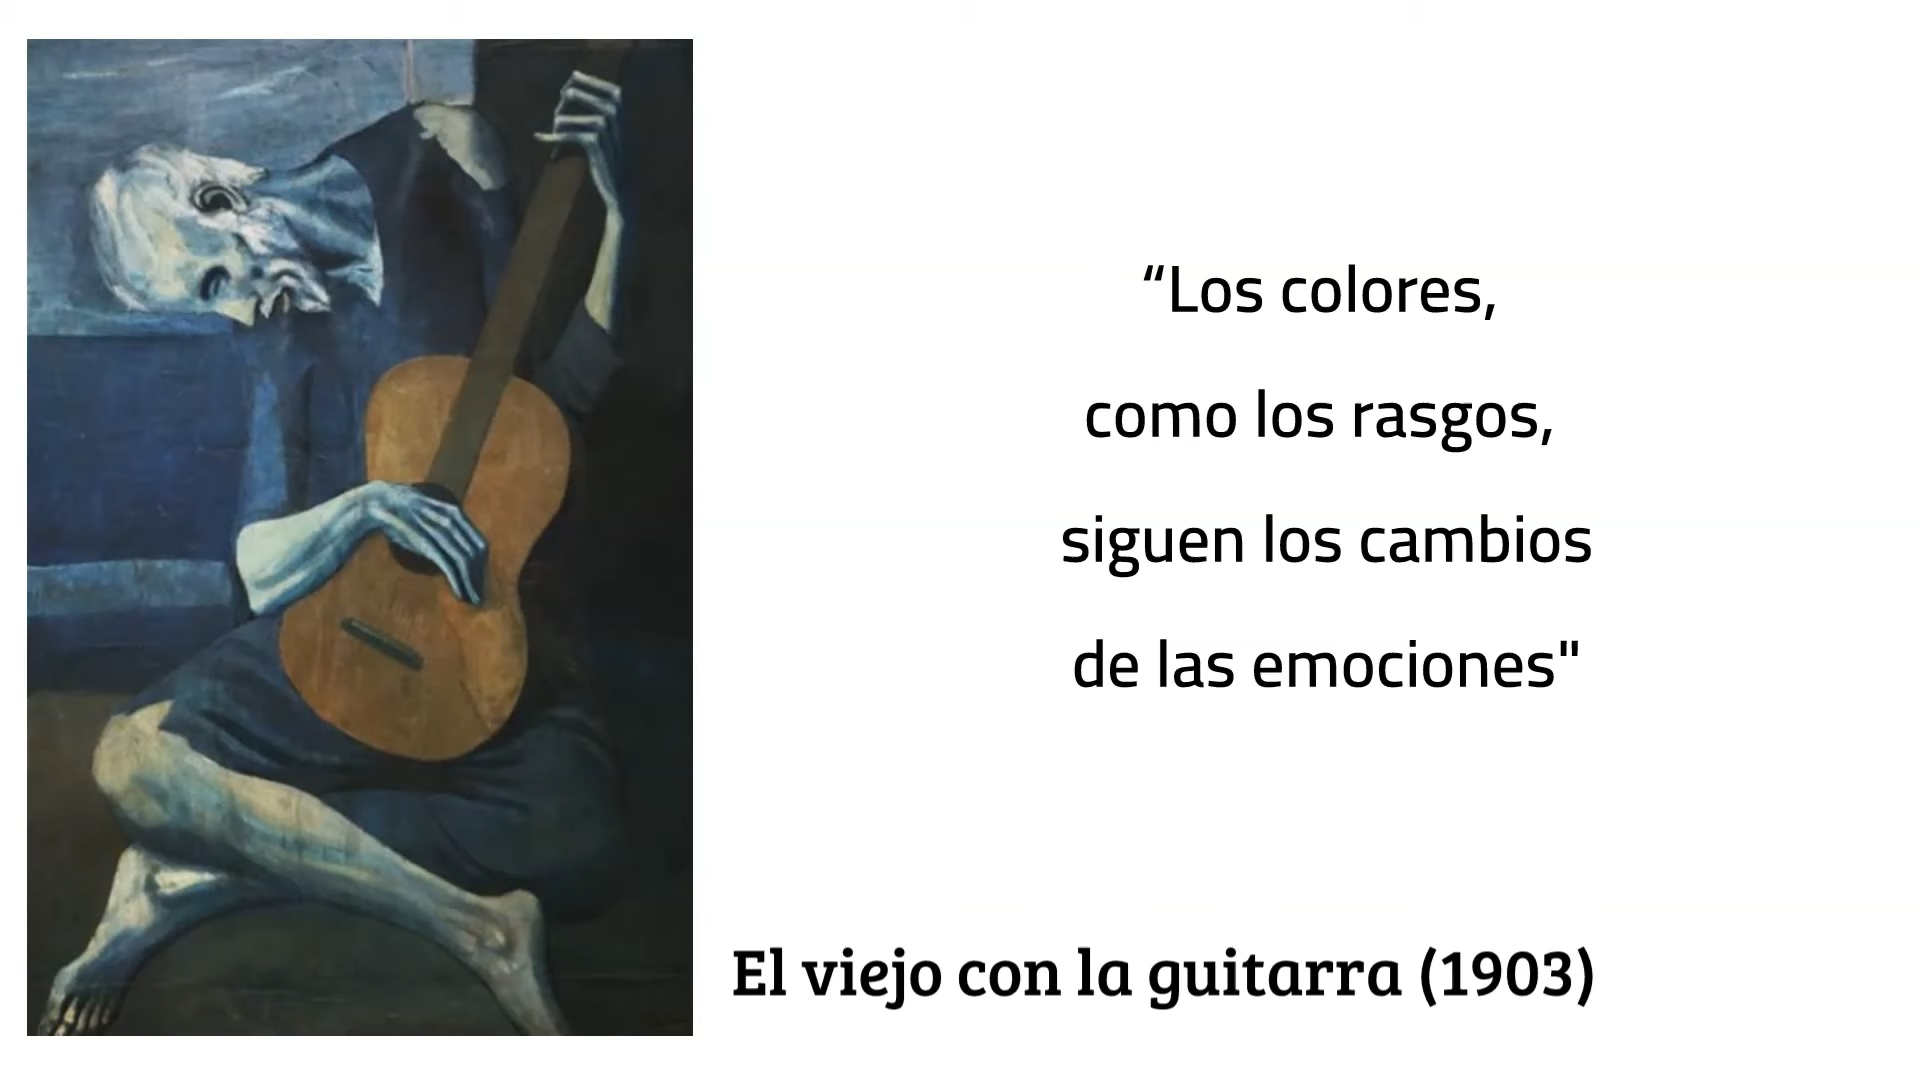 “Los colores,
como los rasgos,
siguen los cambios
de las emociones"
El viejo con la guitarra (1903)